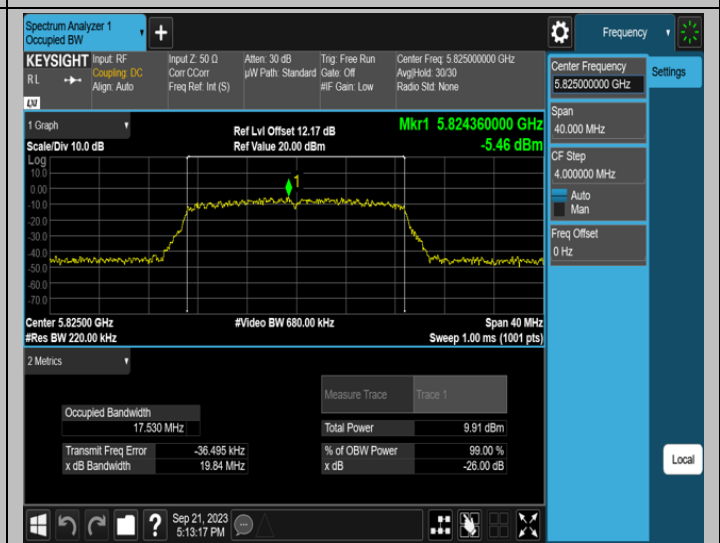 Spectrum Analyzer 1
Occupied BW
+
Frequency
KEYSIGHT
RL
LXI
Input: RF
Coupling: DC
Align: Auto
Input Z: 50 Ω
Corr CCorr
Freq Ref: Int (S)
Atten: 30 dB
µW Path: Standard
Trig: Free Run
Gate: Off
#IF Gain: Low
Center Freq: 5.825000000 GHz
Avg|Hold: 30/30
Radio Std: None
Center Frequency
5.825000000 GHz
Settings
Span
40.000 MHz
CF Step
4.000000 MHz
Auto
Man
Freq Offset
0 Hz
1 Graph
Scale/Div 10.0 dB
Ref Lvl Offset 12.17 dB
Ref Value 20.00 dBm
Mkr1 5.824360000 GHz
-5.46 dBm
Log
10.0
0.00
-10.0
-20.0
-30.0
-40.0
-50.0
-60.0
-70.0
1
Center 5.82500 GHz
#Res BW 220.00 kHz
#Video BW 680.00 kHz
Span 40 MHz
Sweep 1.00 ms (1001 pts)
2 Metrics
Measure Trace
Trace 1
Occupied Bandwidth
17.530 MHz
Total Power
9.91 dBm
Transmit Freq Error
-36.495 kHz
% of OBW Power
99.00 %
x dB Bandwidth
19.84 MHz
x dB
-26.00 dB
Local
?
Sep 21, 2023
5:13:17 PM